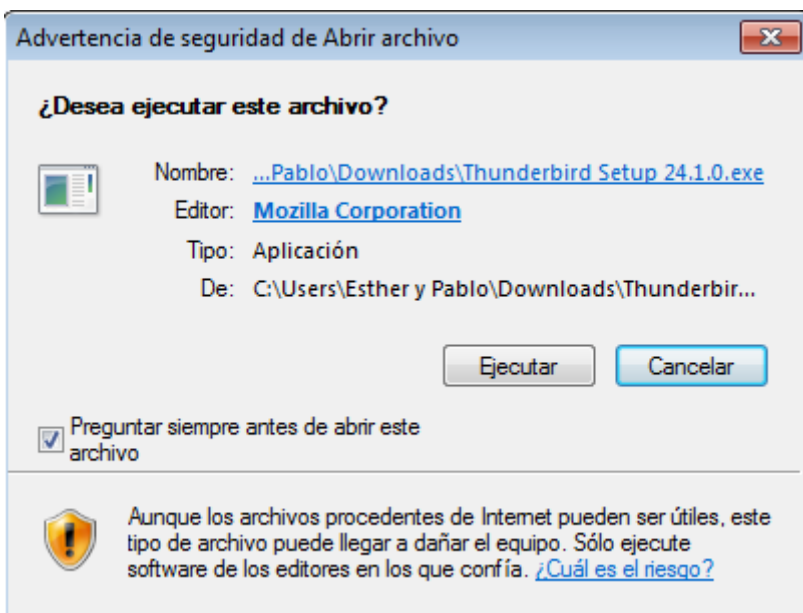 Advertencia de seguridad de Abrir archivo
¿Desea ejecutar este archivo?
Nombre: ...Pablo\Downloads\Thunderbird Setup 24.1.0.exe
Editor: Mozilla Corporation
Tipo: Aplicación
De: C:\Users\Esther y Pablo\Downloads\Thunderbir...
Ejecutar Cancelar
Preguntar siempre antes de abrir este
archivo
Aunque los archivos procedentes de Internet pueden ser útiles, este
tipo de archivo puede llegar a dañar el equipo. Sólo ejecute
software de los editores en los que confía. ¿Cuál es el riesgo?